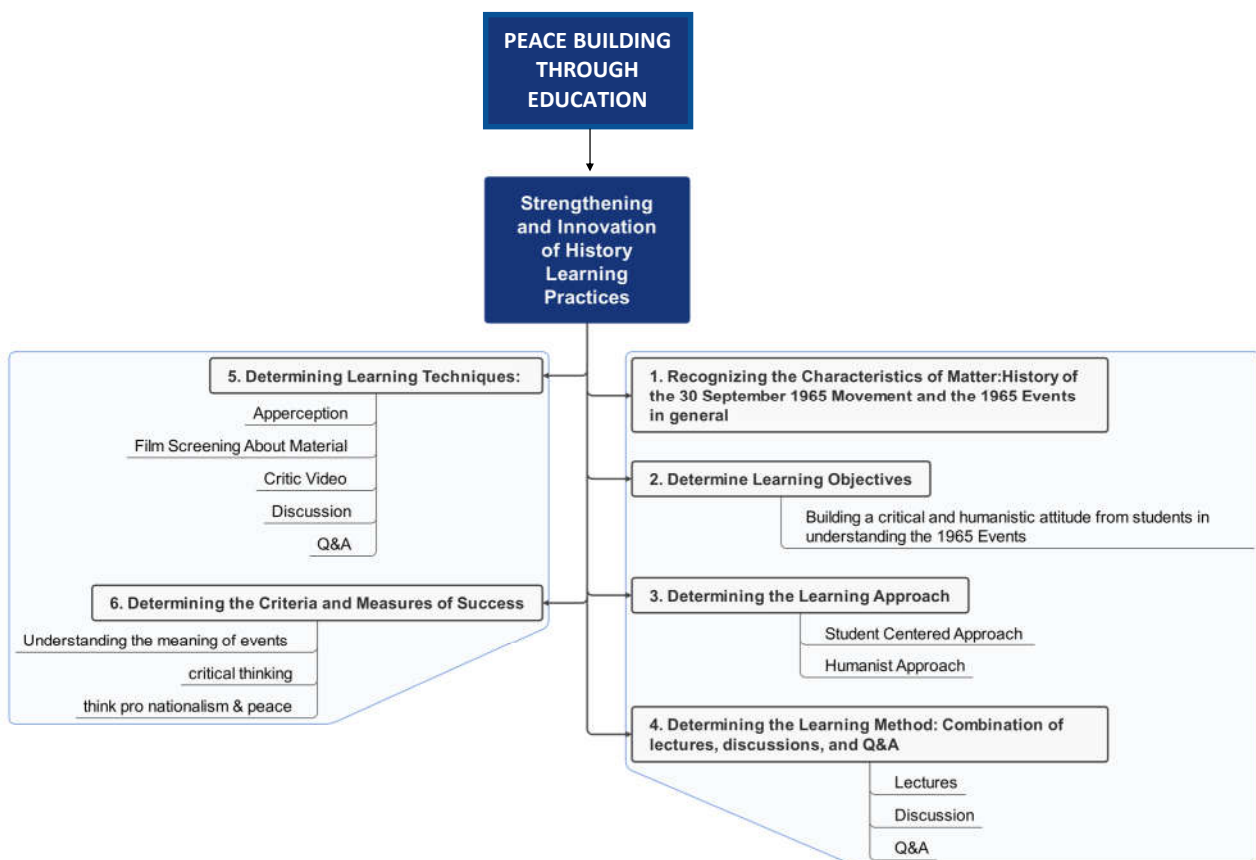 PEACE BUILDING
THROUGH
EDUCATION
Strengthening
and Innovation
of History
Learning
Practices
1. Recognizing the Characteristics of Matter:History of
the 30 September 1965 Movement and the 1965 Events
in general
2. Determine Learning Objectives
Building a critical and humanistic attitude from students in
understanding the 1965 Events
3. Determining the Learning Approach
Student Centered Approach
Humanist Approach
4. Determining the Learning Method: Combination of
lectures, discussions, and Q&A
Lectures
Discussion
Q&A
5. Determining Learning Techniques:
Apperception
Film Screening About Material
Critic Video
Discussion
Q&A
6. Determining the Criteria and Measures of Success
Understanding the meaning of events
critical thinking
think pro nationalism & peace